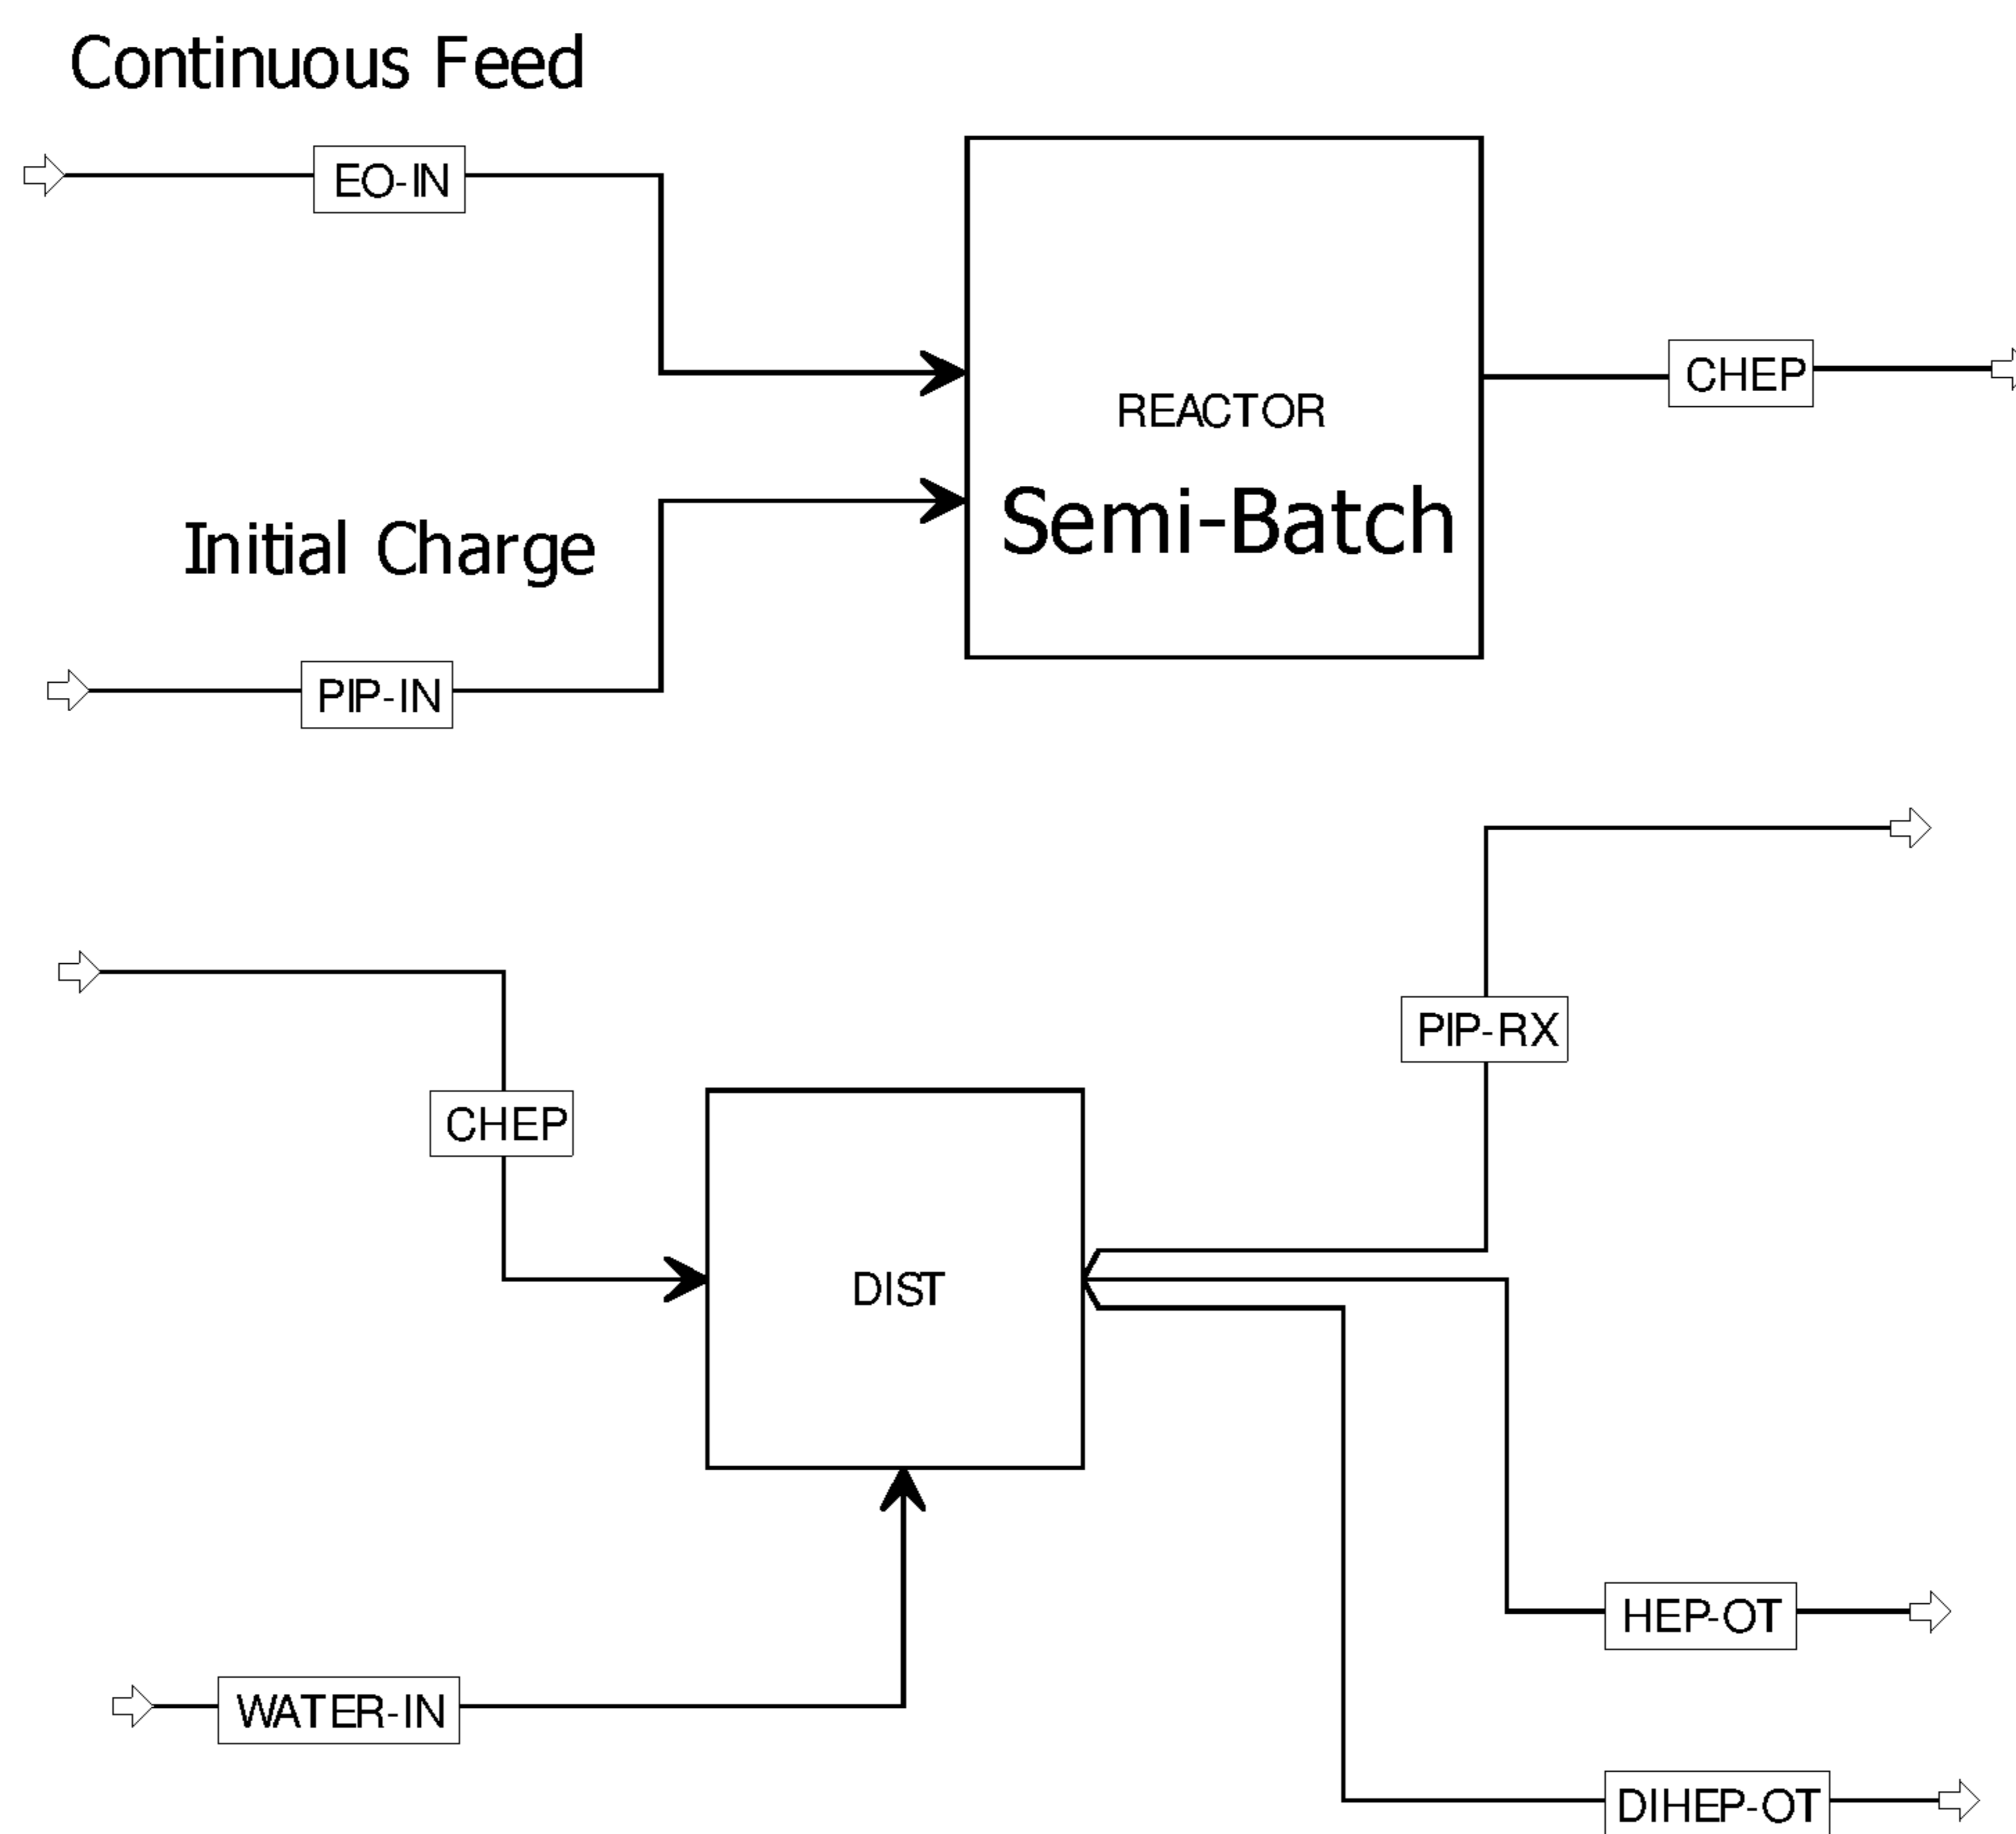 Continuous Feed
EO-IN
REACTOR
Semi-Batch
CHEP
Initial Charge
PIP-IN
PIP-RX
CHEP
DIST
HEP-OT
WATER-IN
DIHEP-OT